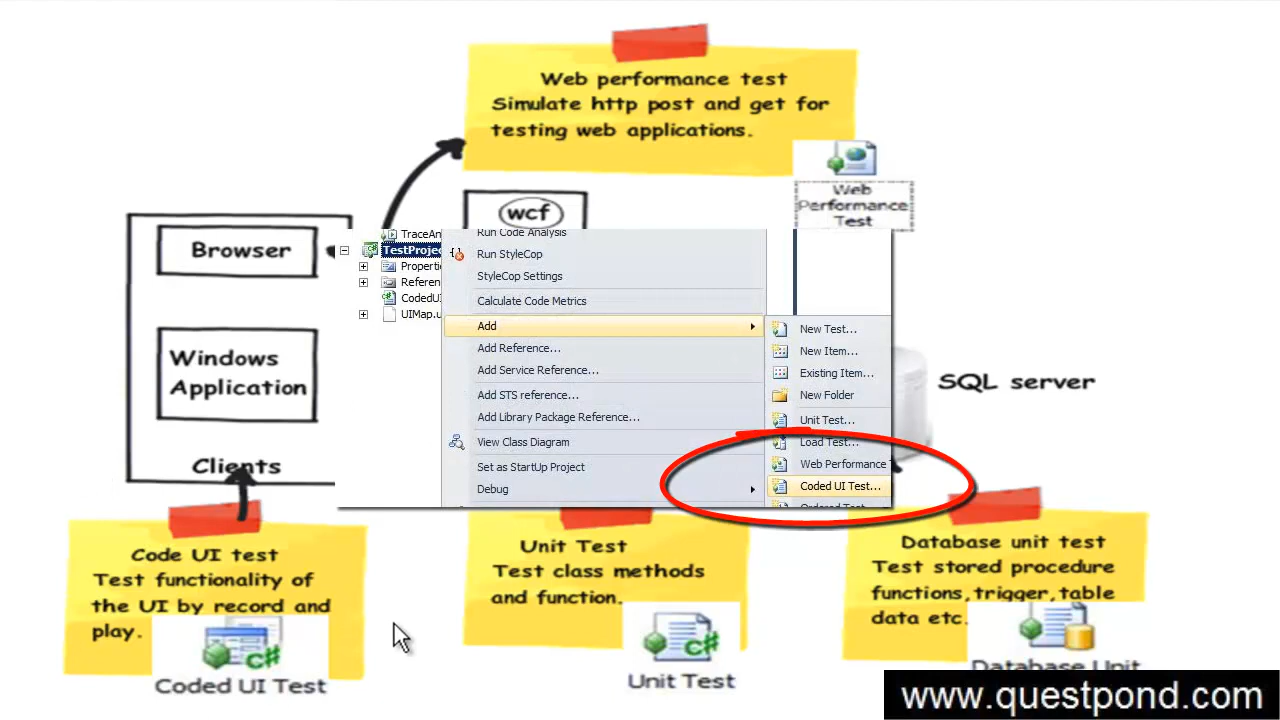 Web performance test
Simulate http post and get for
testing web applications.
Web
Performance
Test
wcf
Browser
Windows
Application
Clients
SQL server
Properti
Referen
CodedUI
UIMap.u
Run Code Analysis
Run StyleCop
StyleCop Settings
Calculate Code Metrics
Add
Add Reference...
Add Service Reference...
Add STS reference...
Add Library Package Reference...
View Class Diagram
Set as StartUp Project
Debug
New Test...
New Item...
Existing Item...
New Folder
Unit Test...
Load Test...
Web Performance
Coded UI Test...
Ordered Test
Code UI test
Test functionality of
the UI by record and
play.
Coded UI Test
Unit Test
Test class methods
and function.
Unit Test
Database unit test
Test stored procedure
functions,trigger,table
data etc.
Database Unit
www.questpond.com